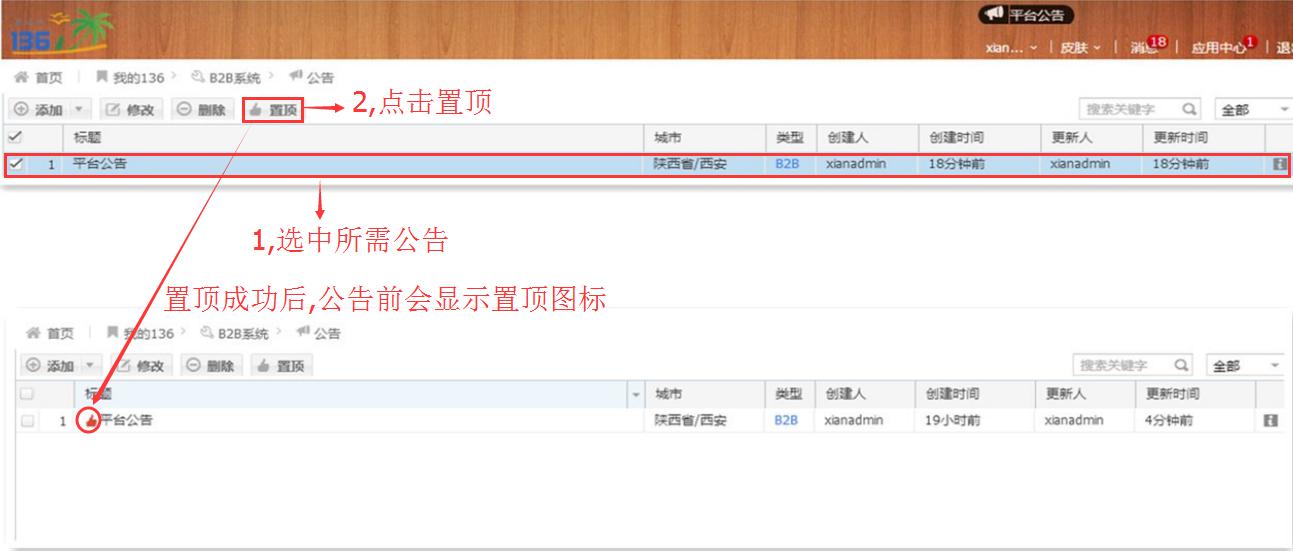 136
平台公告
xian... 皮肤 消息 18 应用中心 1
首页 我的136 B2B系统 公告
添加 修改 删除 置顶 2,点击置顶 搜索关键字 全部
标题 城市 类型 创建人 创建时间 更新人 更新时间
1 平台公告 陕西省/西安 B2B xianadmin 18分钟前 xianadmin 18分钟前
1,选中所需公告
置顶成功后,公告前会显示置顶图标
首页 我的136 B2B系统 公告
添加 修改 删除 置顶 搜索关键字 全部
标题 城市 类型 创建人 创建时间 更新人 更新时间
1 平台公告 陕西省/西安 B2B xianadmin 19小时前 xianadmin 4分钟前